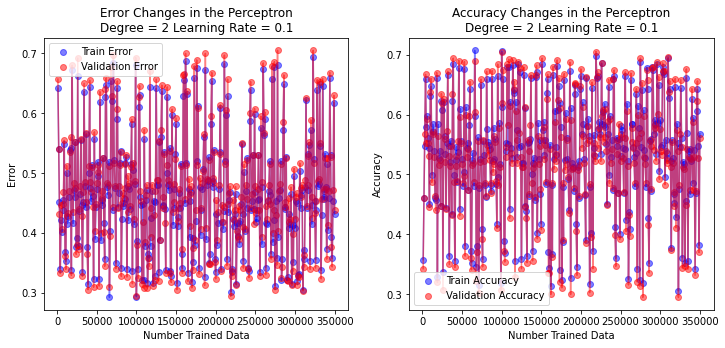 Error Changes in the Perceptron
Degree = 2 Learning Rate = 0.1
Train Error
Validation Error
0.7
0.6
0.5
0.4
0.3
Error
0
50000
100000
150000
200000
250000
300000
350000
Number Trained Data
Accuracy Changes in the Perceptron
Degree = 2 Learning Rate = 0.1
0.7
0.6
0.5
0.4
0.3
Accuracy
Train Accuracy
Validation Accuracy
0
50000
100000
150000
200000
250000
300000
350000
Number Trained Data